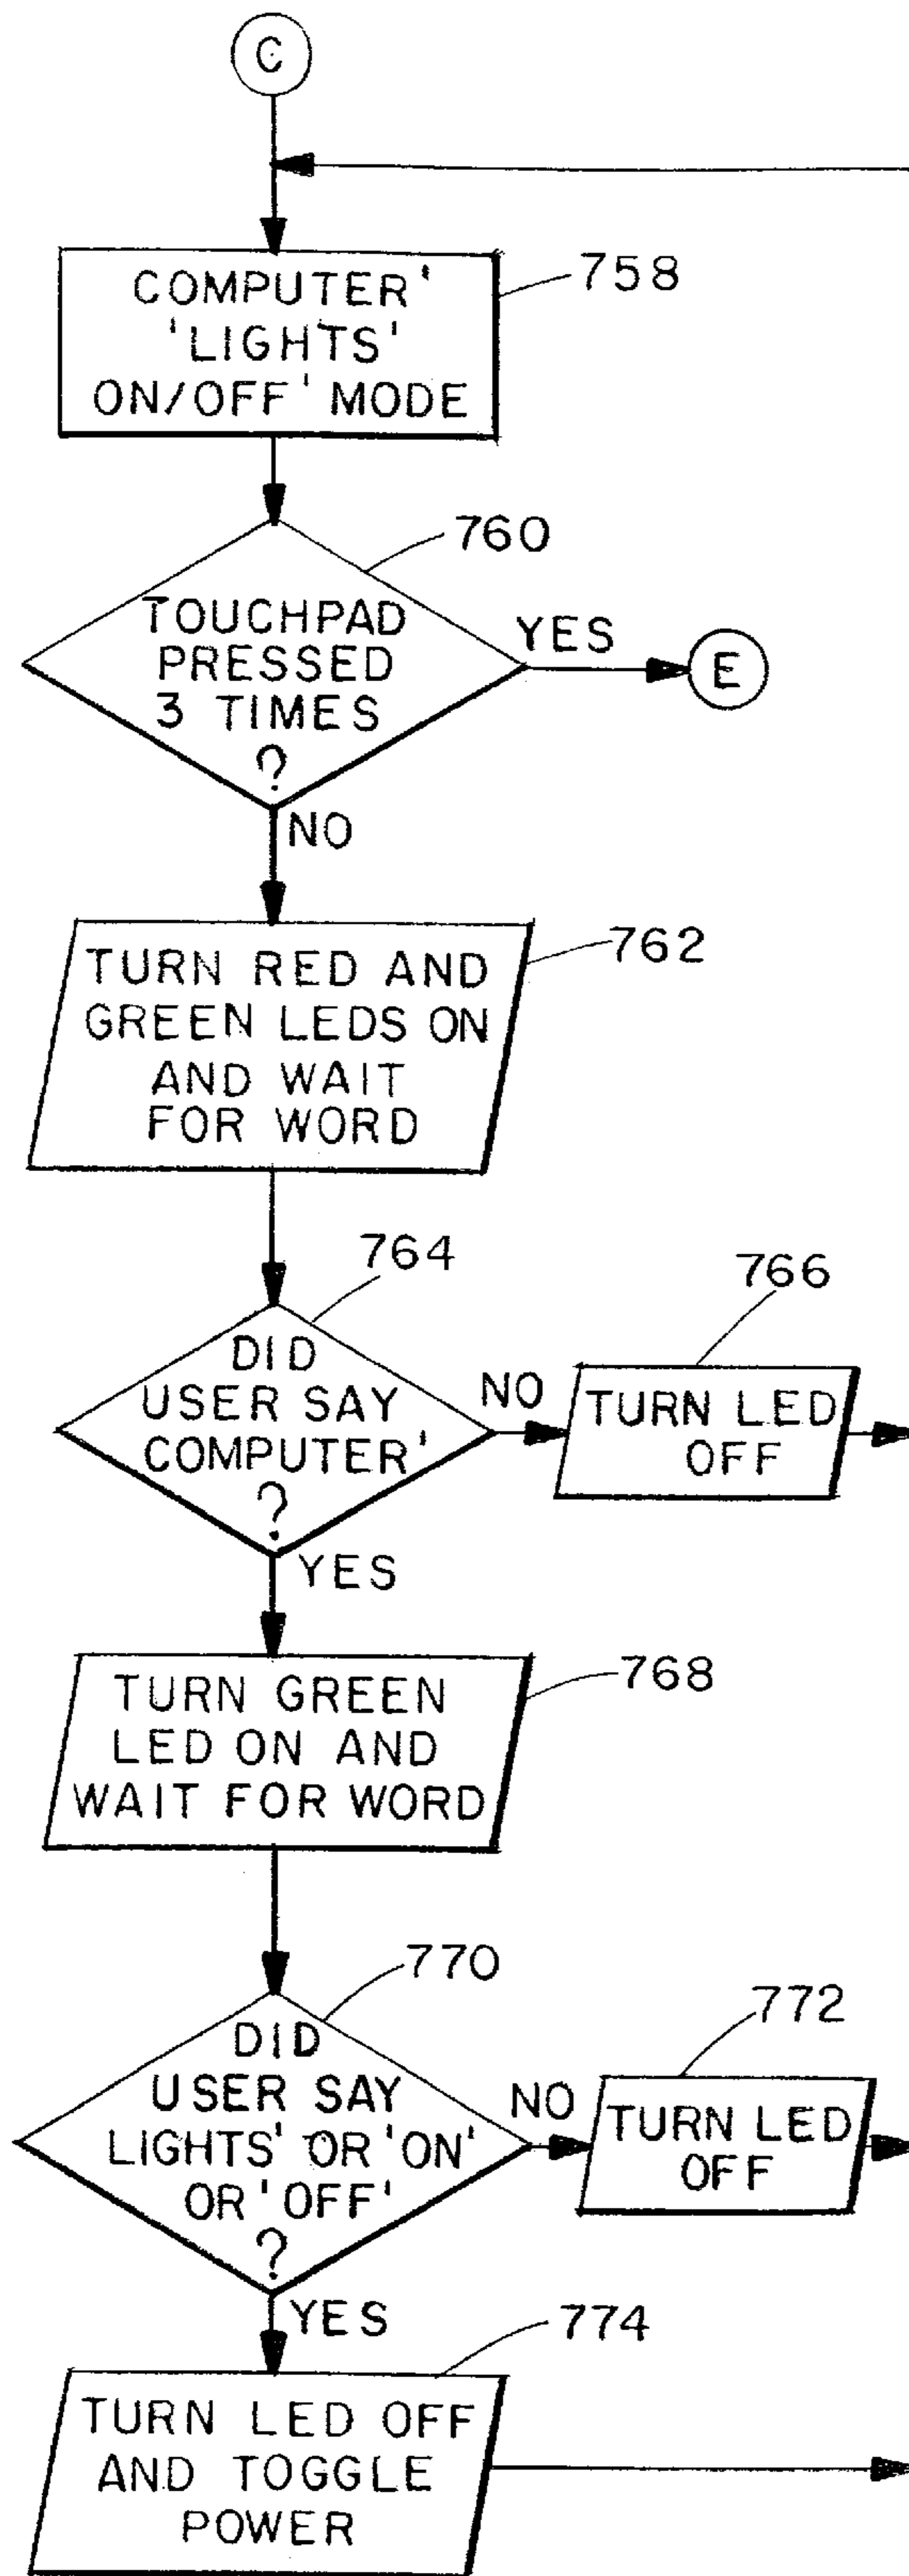 C
COMPUTER'
'LIGHTS'
ON/OFF' MODE
758
TOUCHPAD
PRESSED
3 TIMES
?
760
YES
E
NO
TURN RED AND
GREEN LEDS ON
AND WAIT
FOR WORD
762
DID
USER SAY
COMPUTER'
?
764
NO
TURN LED
OFF
766
YES
TURN GREEN
LED ON AND
WAIT FOR WORD
768
DID
USER SAY
LIGHTS' OR 'ON'
OR 'OFF'
?
770
NO
TURN LED
OFF
772
YES
TURN LED OFF
AND TOGGLE
POWER
774